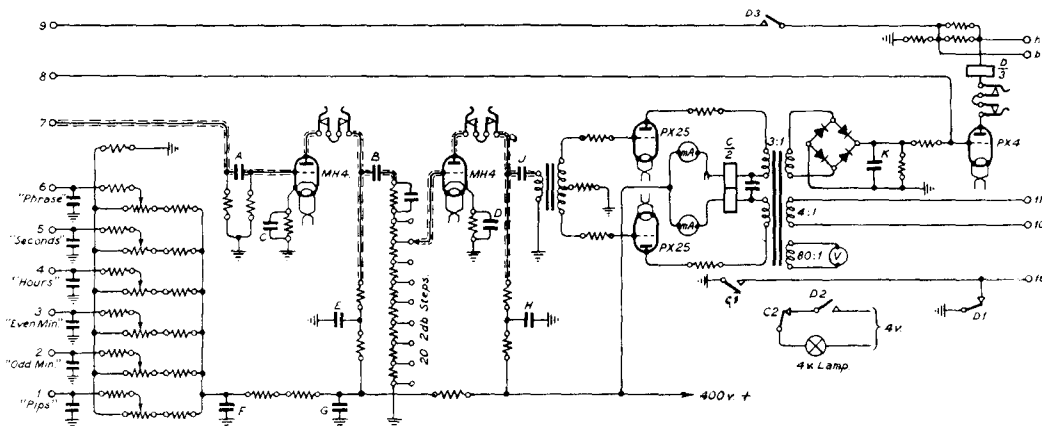 9
8
7
6
"Phrase"
5
"Seconds"
4
"Hours"
3
"Even Min."
2
"Odd Min."
1
"Pips"
A
C
MH4
E
B
F
G
20 2db Steps.
MH4
D
J
H
400 v. +
PX25
PX25
mA
mA
C
2
3:1
4:1
80:1
V
K
D3
D
3
PX4
h
b
11
10
D1
C2
D2
4v.
4v. Lamp